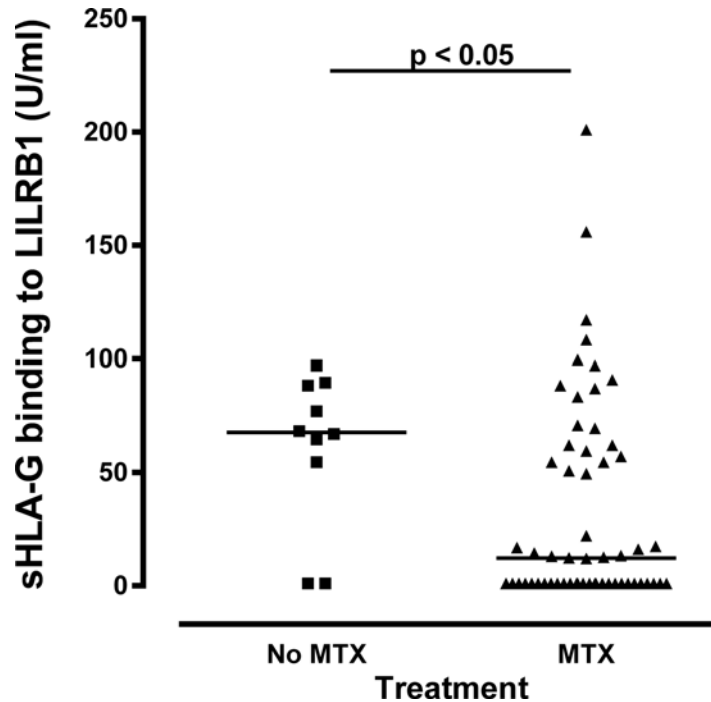 sHLA-G binding to LILRB1 (U/ml)
250
200
150
100
50
0
p < 0.05
No MTX
MTX
Treatment